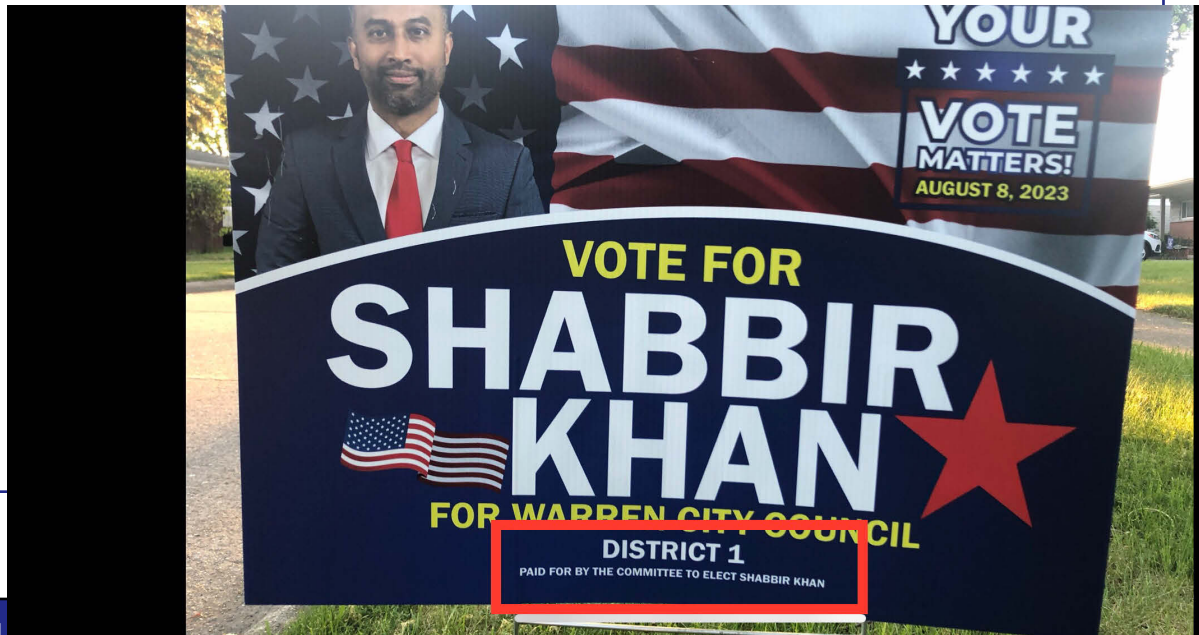 YOUR
VOTE
MATTERS!
AUGUST 8, 2023
VOTE FOR
SHABBIR
KHAN
FOR WARREN CITY COUNCIL
DISTRICT 1
PAID FOR BY THE COMMITTEE TO ELECT SHABBIR KHAN